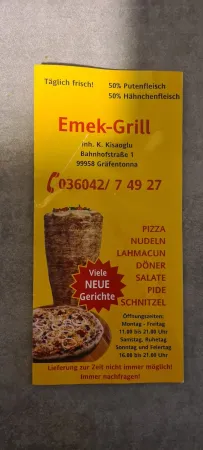 Täglich frisch! 50% Putenfleisch
50% Hähnchenfleisch
Emek-Grill
Inh. K. Kisaoglu
Bahnhofstraße 1
99958 Gräfentonna
036042/ 7 49 27
PIZZA
NUDELN
LAHMACUN
DÖNER
SALATE
PIDE
SCHNITZEL
Viele
NEUE
Gerichte
Öffnungszeiten:
Montag - Freitag
11.00 bis 21.00 Uhr
Samstag, Ruhetag
Sonntag und Feiertag
16.00 bis 21.00 Uhr
Lieferung zur Zeit nicht immer möglich!
Immer nachfragen!